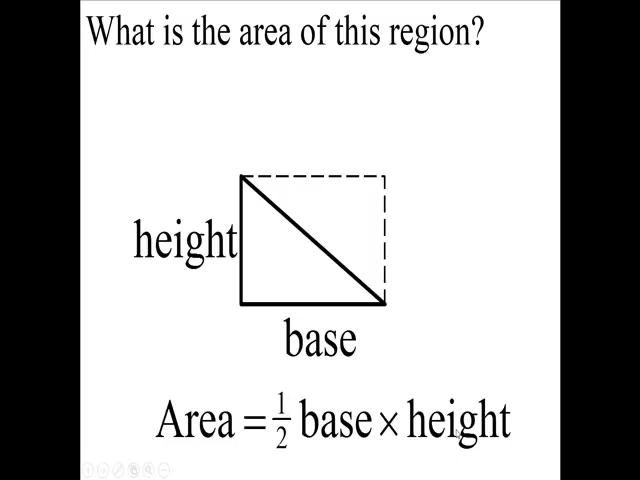 What is the area of this region?
height
base
Area = 1/2 base × height